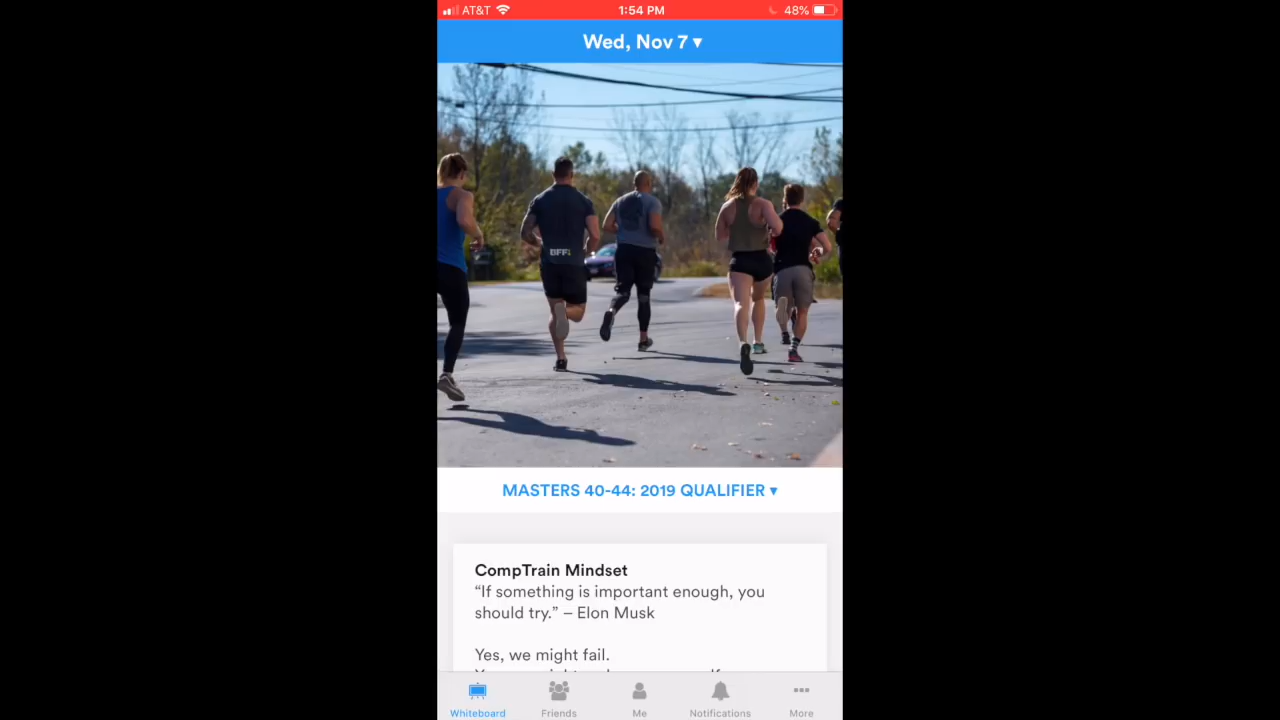 AT&T 1:54 PM 48%
Wed, Nov 7 ▾
BFF
MASTERS 40-44: 2019 QUALIFIER ▾
CompTrain Mindset
“If something is important enough, you
should try.” – Elon Musk
Yes, we might fail.
Whiteboard Friends Me Notifications More